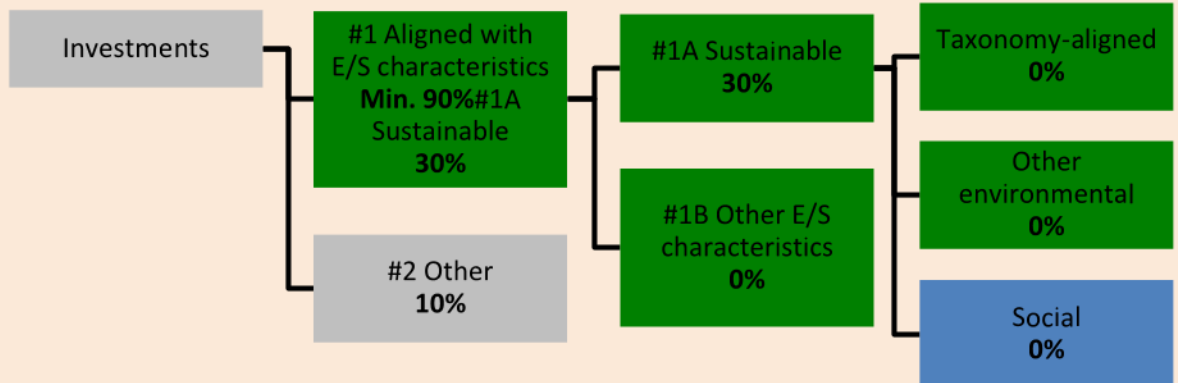 Investments
#1 Aligned with
E/S characteristics
Min. 90%#1A
Sustainable
30%
#2 Other
10%
#1A Sustainable
30%
#1B Other E/S
characteristics
0%
Taxonomy-aligned
0%
Other
environmental
0%
Social
0%